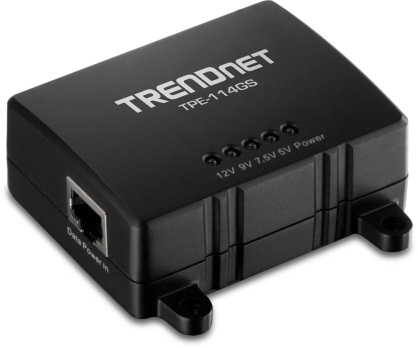 TRENDNET
TPE-114GS
12V 9V 7.5V 5V Power
Data Power In